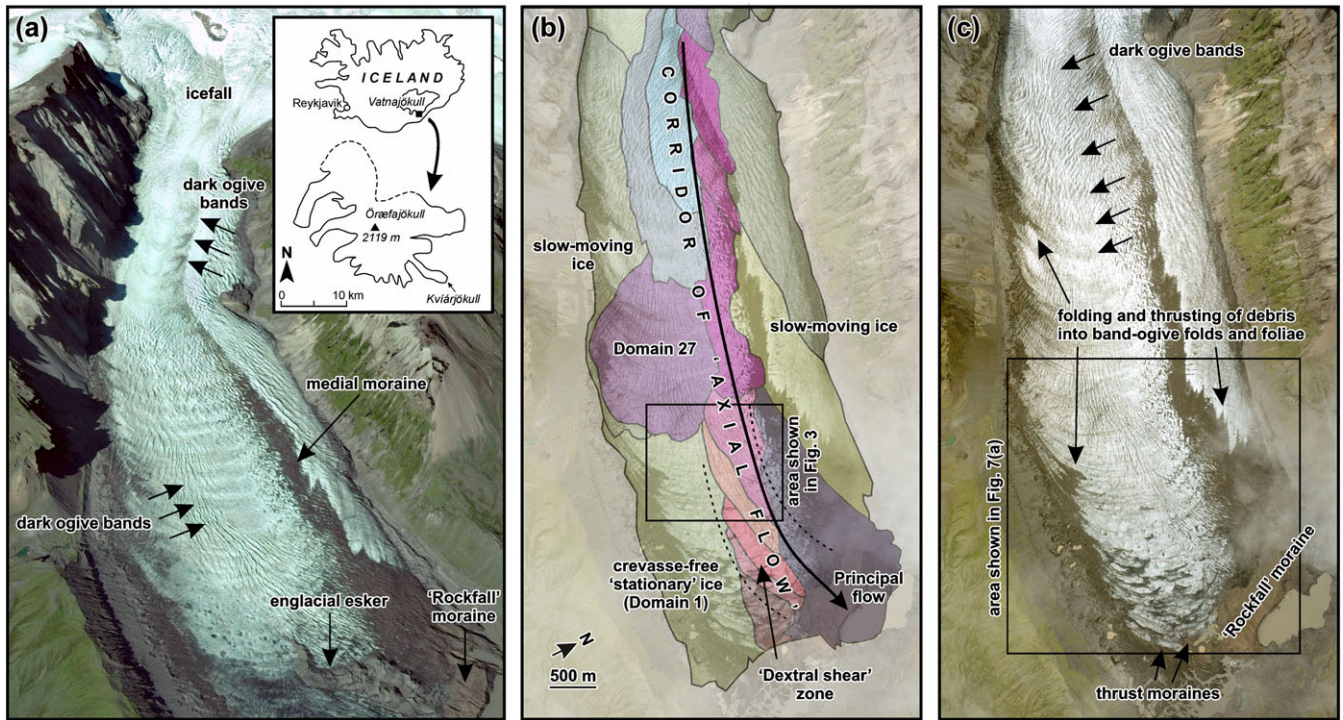 (a)
icefall
dark ogive
bands
medial moraine
dark ogive bands
englacial esker
'Rockfall'
moraine
ICELAND
Reykjavik
Vatnajökull
Öræfajökull
2119 m
N
0
10 km
Kvíárjökull
(b)
CORRIDOR OF 'AXIAL FLOW'
slow-moving
ice
slow-moving ice
Domain 27
area shown
in Fig. 3
crevasse-free
'stationary' ice
(Domain 1)
Principal
flow
N
500 m
'Dextral shear'
zone
(c)
dark ogive bands
folding and thrusting of debris
into band-ogive folds and foliae
area shown in Fig. 7(a)
'Rockfall' moraine
thrust moraines